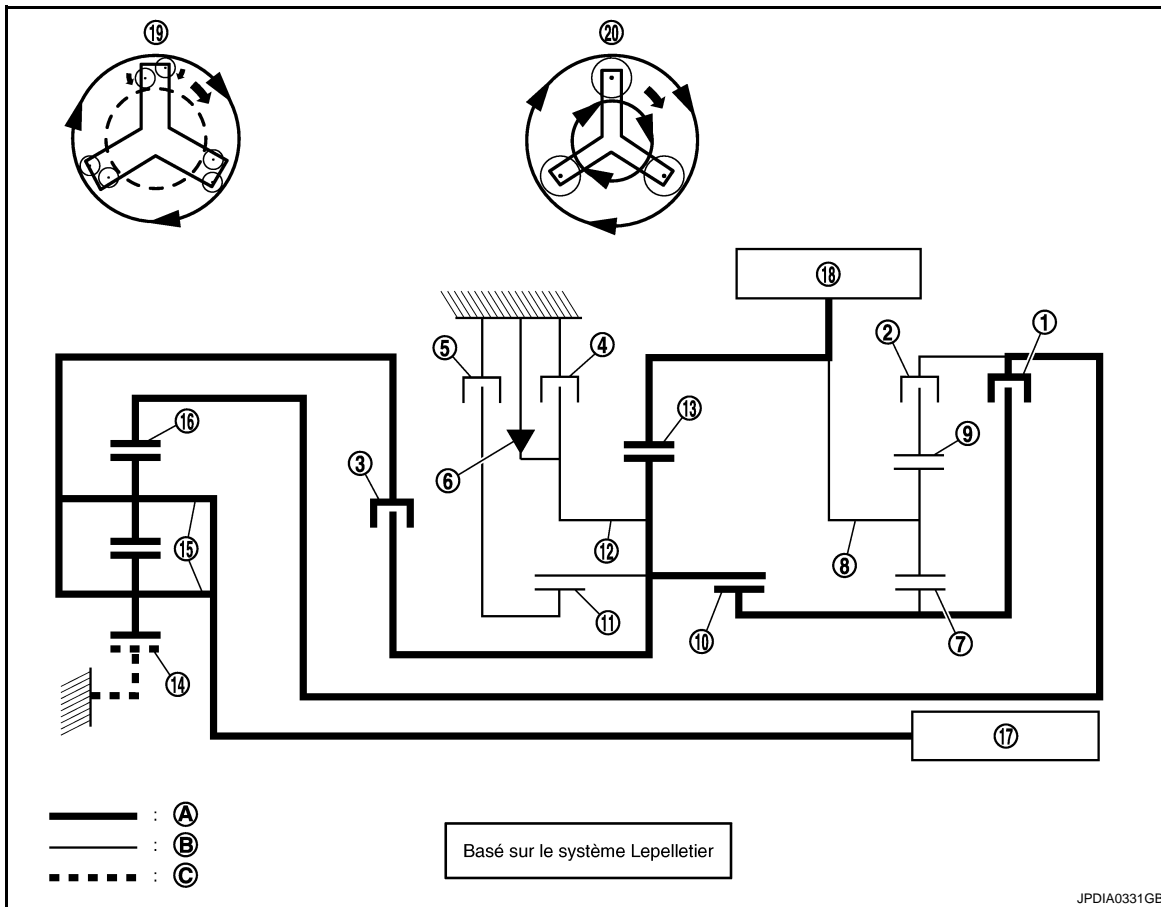 ⑲ ⑳
⑱
⑤ ④ ② ①
⑯ ⑬
③ ⑥ ⑨
⑮ ⑫ ⑧
⑪ ⑩ ⑦
⑭
⑰
: Ⓐ
: Ⓑ
: Ⓒ
Basé sur le système Lepelletier
JPDIA0331GB